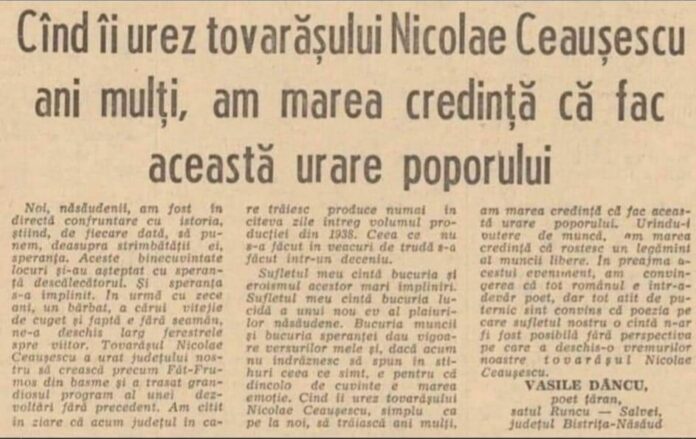 Cînd îi urez tovarășului Nicolae Ceaușescu
ani mulți, am marea credință că fac
această urare poporului
Noi, năsăudenii, am fost în
directă confruntare cu istoria,
știind, de fiecare dată, să pu-
nem, deasupra strîmbătății ei,
speranța. Aceste binecuvîntate
locuri și-au așteptat cu speran-
ță descălecătorul. Și speranța
s-a împlinit. În urmă cu zece
ani, un bărbat, a cărui vitejie
de cuget și faptă e fără seamăn,
ne-a deschis larg ferestrele
spre viitor. Tovarășul Nicolae
Ceaușescu a urat județului nos-
tru să crească precum Făt-Fru-
mos din basme și a trasat gran-
diosul program al unei dez-
voltări fără precedent. Am citit
în ziare că acum județul în ca-
re trăiesc produce numai în
cîteva zile întreg volumul pro-
ducției din 1938. Ceea ce nu
s-a făcut în veacuri de trudă s-a
făcut într-un deceniu.
Sufletul meu cîntă bucuria și
eroismul acestor mari împliniri.
Sufletul meu cîntă bucuria lu-
cidă a unui nou ev al plaiuri-
lor năsăudene. Bucuria muncii
și bucuria speranței dau vigoa-
re versurilor mele și, dacă acum
nu îndrăznesc să spun în sti-
huri ceea ce simt, e pentru că
dincolo de cuvinte e marea
emoție. Cînd îi urez tovarășului
Nicolae Ceaușescu, simplu ca
pe la noi, să trăiască ani mulți,
am marea credință că fac aceas-
tă urare poporului. Urîndu-i
putere de muncă, am marea
credință că rostesc un legămînt
al muncii libere. În preajma a-
cestui eveniment, am convin-
gerea că tot românul e într-a-
devăr poet, dar tot atît de pu-
ternic sînt convins că poezia pe
care sufletul nostru o cîntă n-ar
fi fost posibilă fără perspectiva
pe care a deschis-o vremurilor
noastre tovarășul Nicolae
Ceaușescu.
VASILE DÂNCU,
poet țăran,
satul Runcu — Salvei,
județul Bistrița-Năsăud